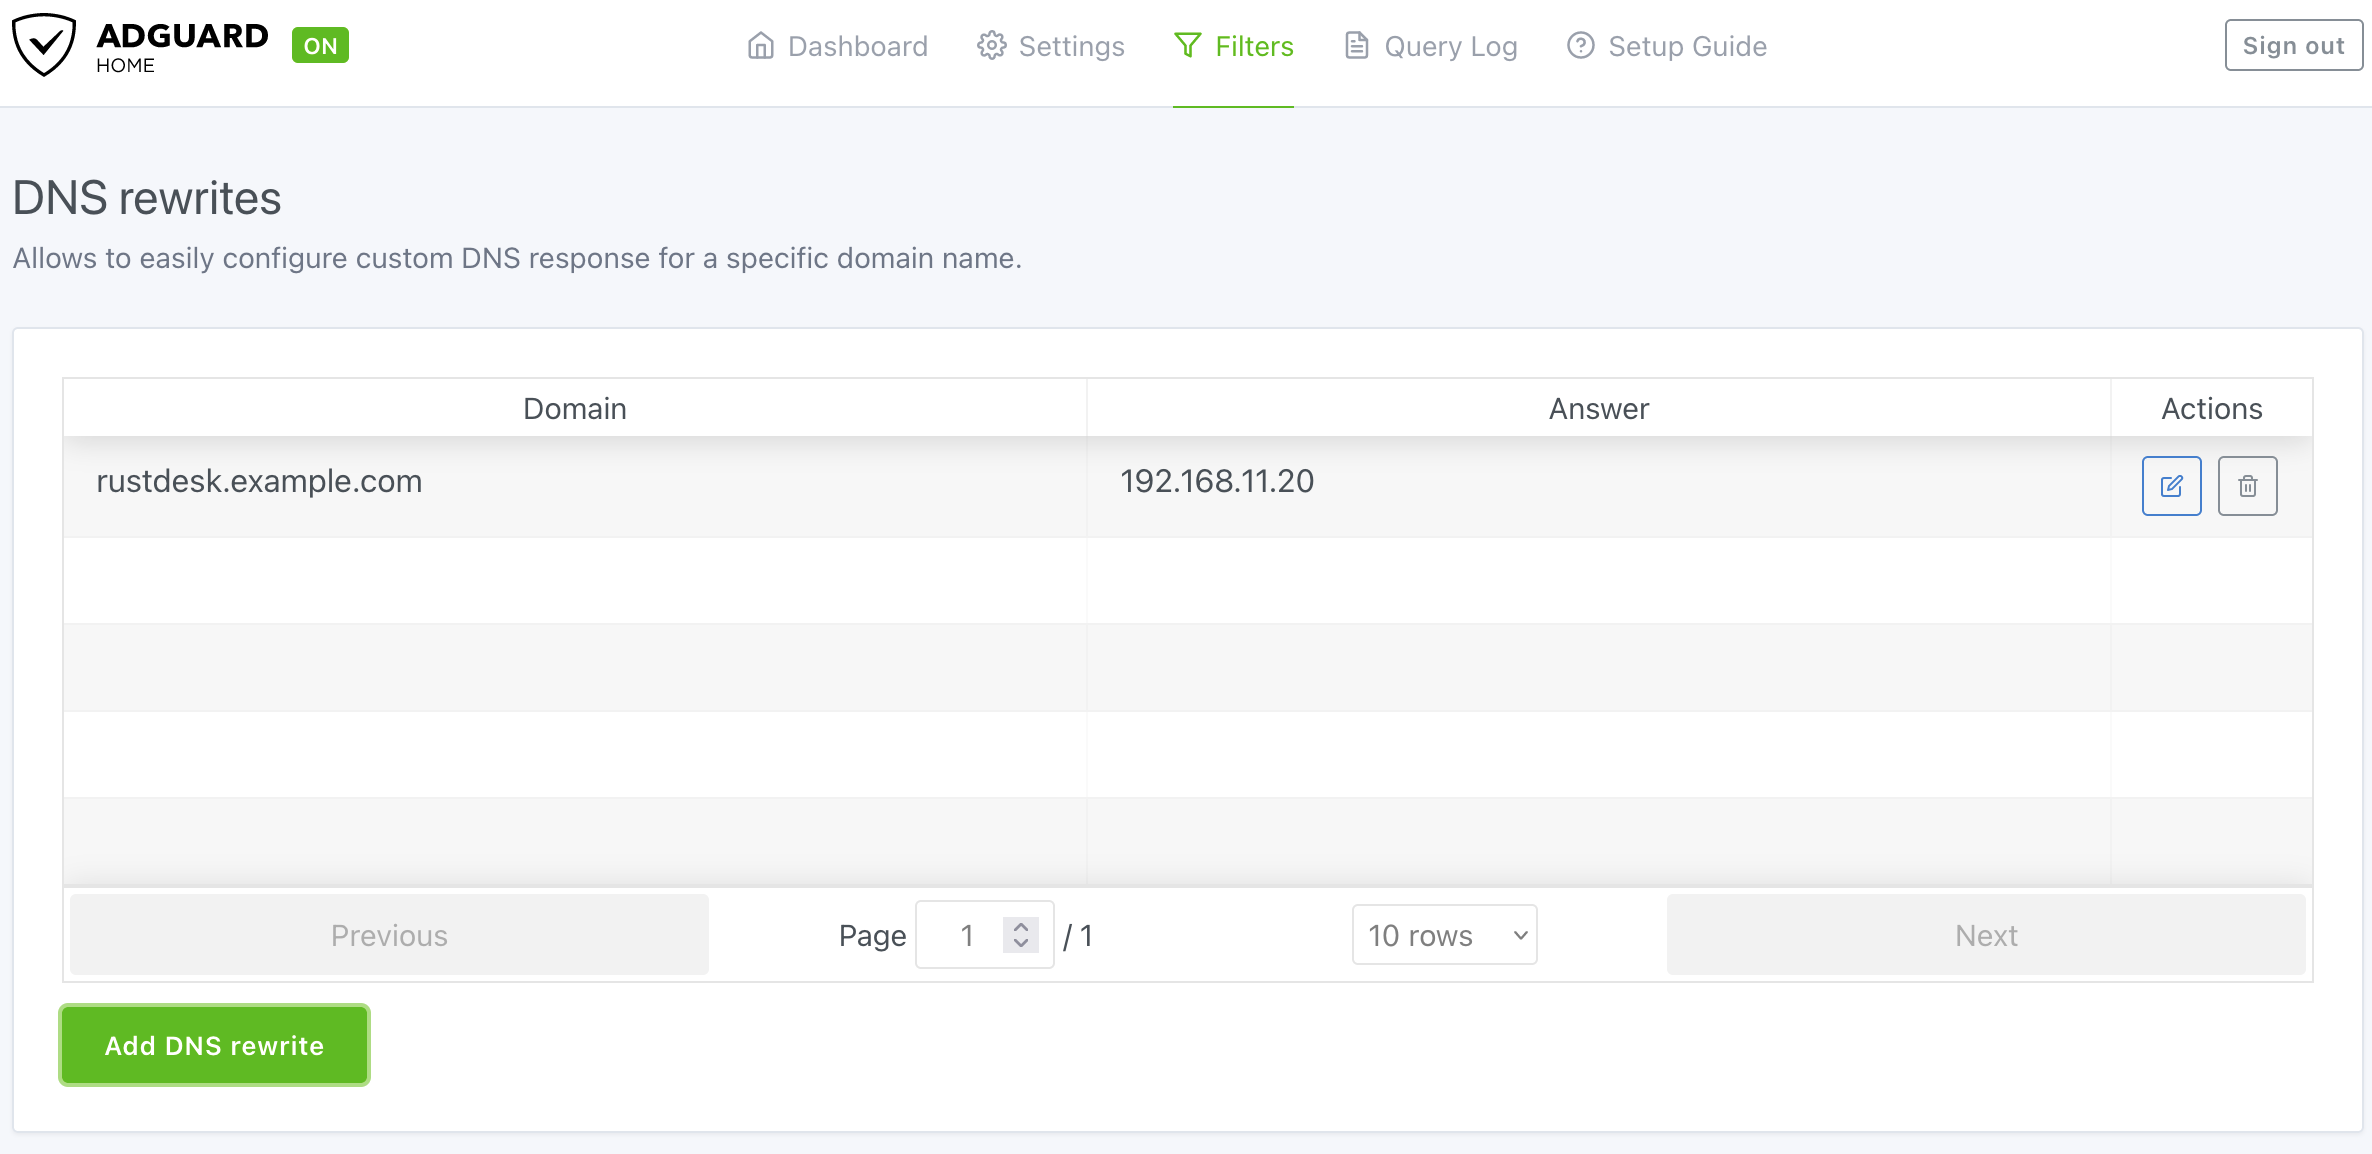 ADGUARD
HOME
ON
Dashboard
Settings
Filters
Query Log
Setup Guide
Sign out
DNS rewrites
Allows to easily configure custom DNS response for a specific domain name.
Domain
Answer
Actions
rustdesk.example.com
192.168.11.20
Previous
Page 1 / 1
10 rows
Next
Add DNS rewrite